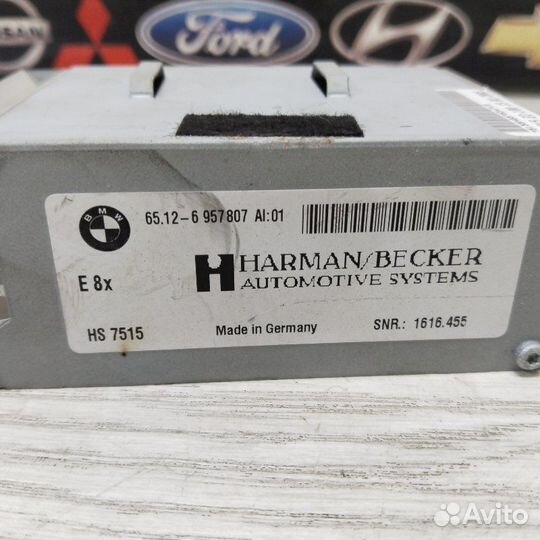 NISSAN
Ford
BMW
65.12-6 957807 AI:01
HARMAN/BECKER
AUTOMOTIVE SYSTEMS
E 8x
HS 7515
Made in Germany
SNR.: 1616.455
Avito